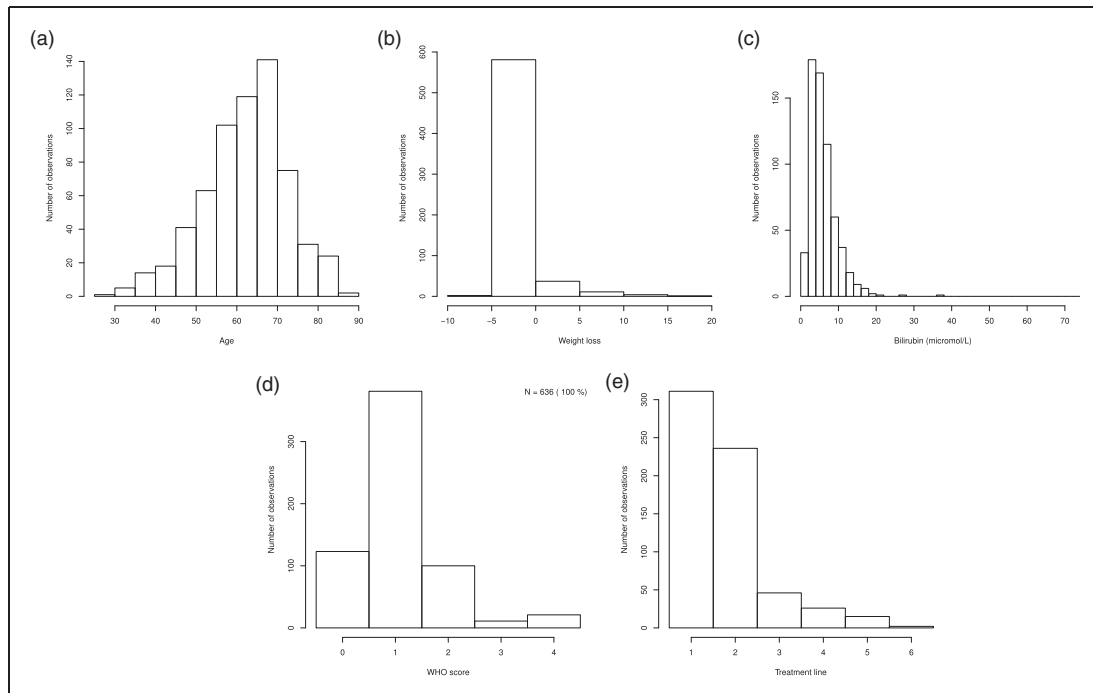 (a)
Number of observations
0 20 40 60 80 100 120 140
30 40 50 60 70 80 90
Age
(b)
Number of observations
0 100 200 300 400 500 600
−10 −5 0 5 10 15 20
Weight loss
(c)
Number of observations
0 50 100 150
0 10 20 30 40 50 60 70
Bilirubin (micromol/L)
(d)
N = 636 ( 100 %)
Number of observations
0 100 200 300
0 1 2 3 4
WHO score
(e)
Number of observations
0 50 100 150 200 250 300
1 2 3 4 5 6
Treatment line